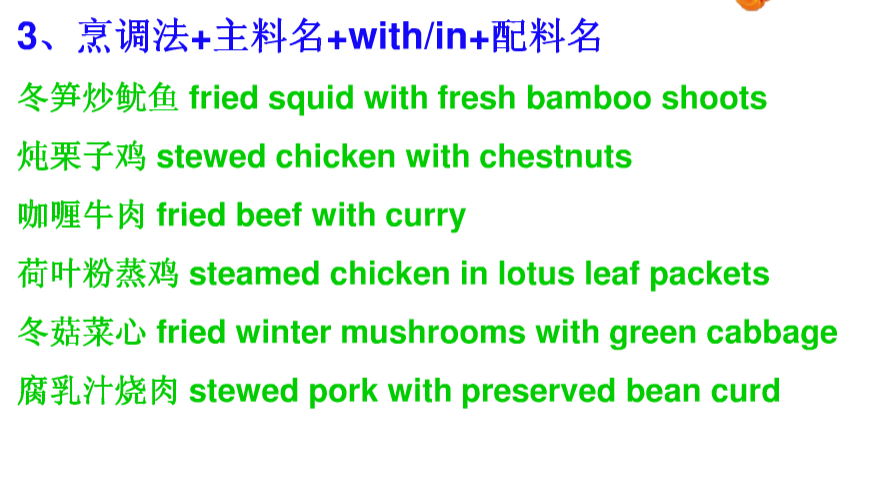 3、烹调法+主料名+with/in+配料名
冬笋炒鱿鱼 fried squid with fresh bamboo shoots
炖栗子鸡 stewed chicken with chestnuts
咖喱牛肉 fried beef with curry
荷叶粉蒸鸡 steamed chicken in lotus leaf packets
冬菇菜心 fried winter mushrooms with green cabbage
腐乳汁烧肉 stewed pork with preserved bean curd